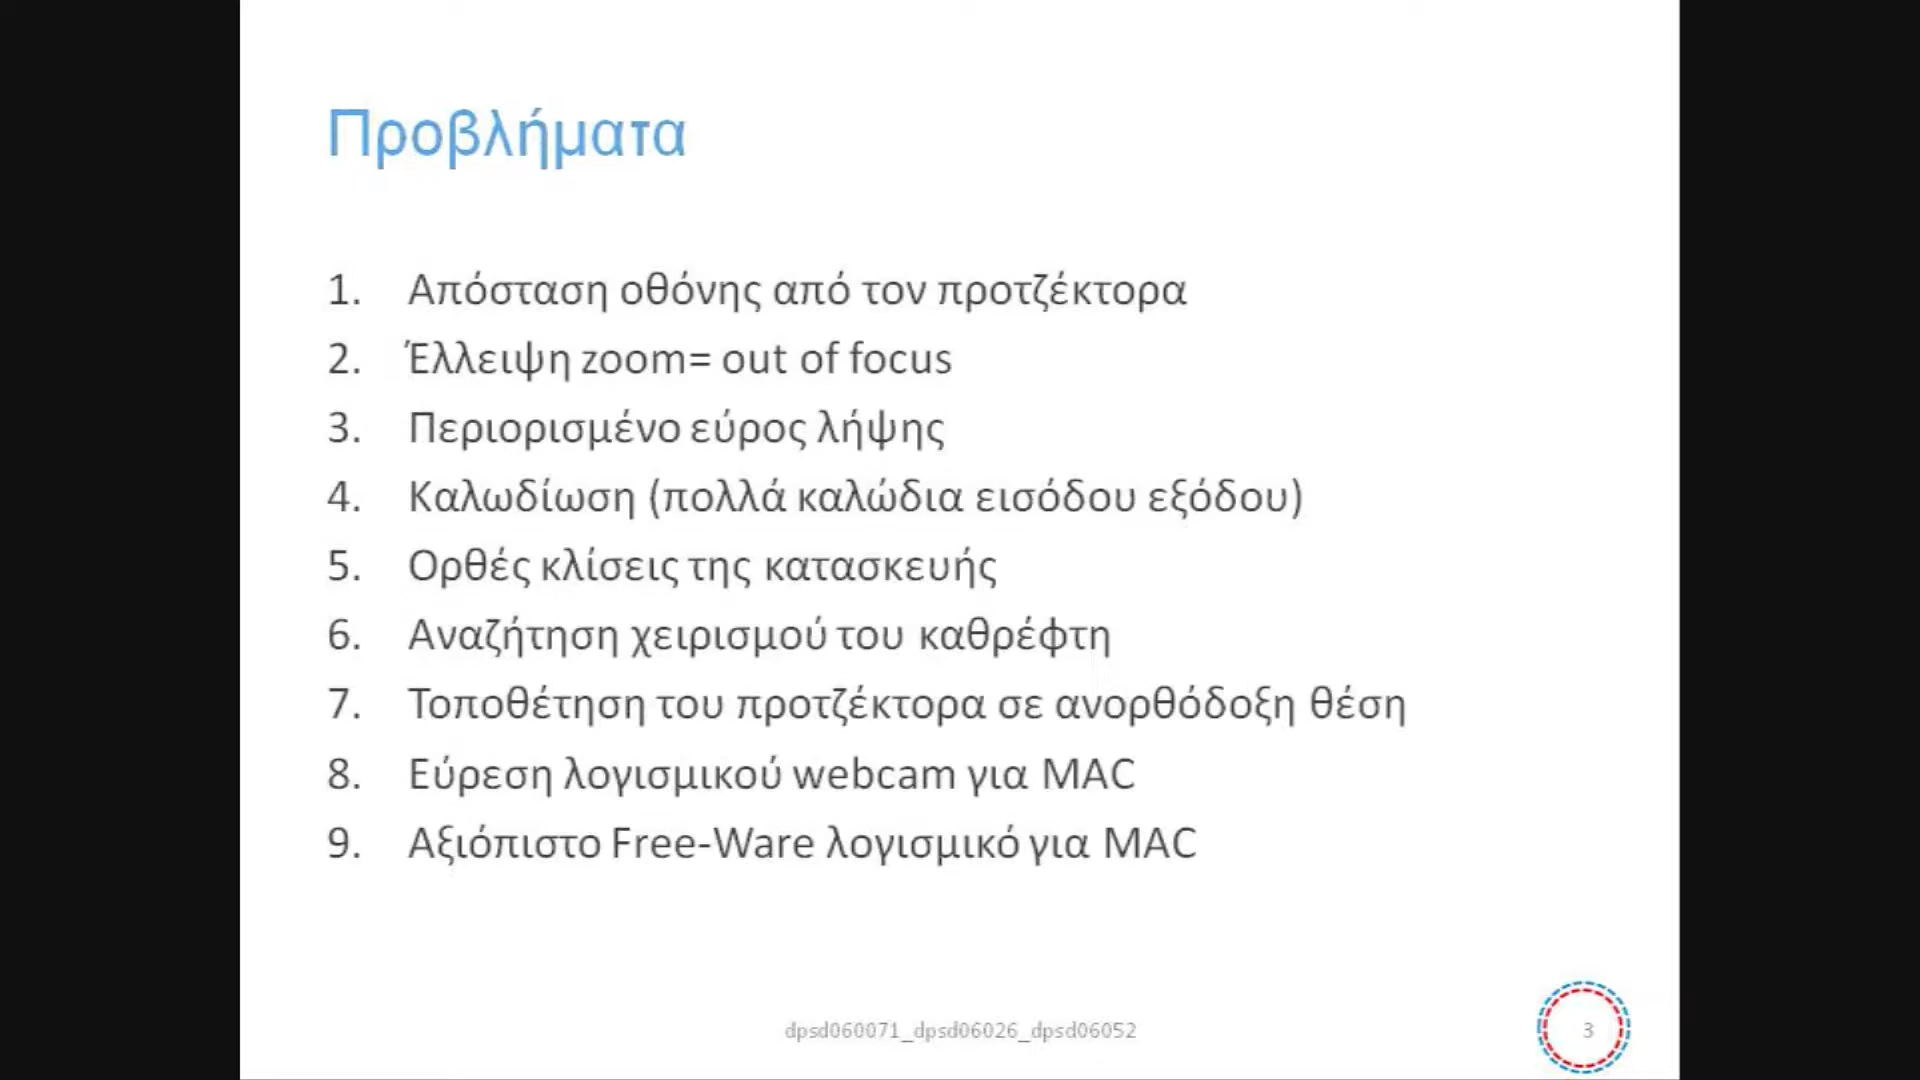 Προβλήματα
1. Απόσταση οθόνης από τον προτζέκτορα
2. Έλλειψη zoom= out of focus
3. Περιορισμένο εύρος λήψης
4. Καλωδίωση (πολλά καλώδια εισόδου εξόδου)
5. Ορθές κλίσεις της κατασκευής
6. Αναζήτηση χειρισμού του καθρέφτη
7. Τοποθέτηση του προτζέκτορα σε ανορθόδοξη θέση
8. Εύρεση λογισμικού webcam για MAC
9. Αξιόπιστο Free-Ware λογισμικό για MAC
dpsd060071_dpsd06026_dpsd06052
3